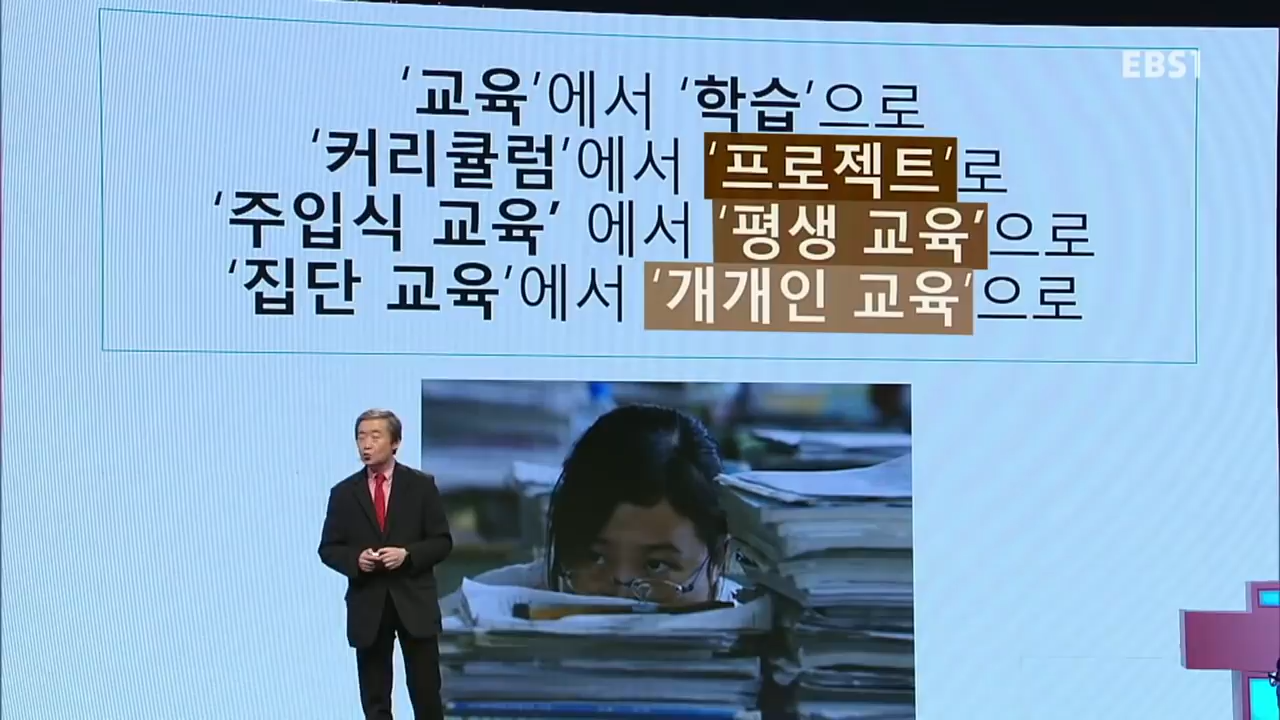 EBS1
‘교육’에서 ‘학습’으로
‘커리큘럼’에서 ‘프로젝트’로
‘주입식 교육’ 에서 ‘평생 교육’으로
‘집단 교육’에서 ‘개개인 교육’으로